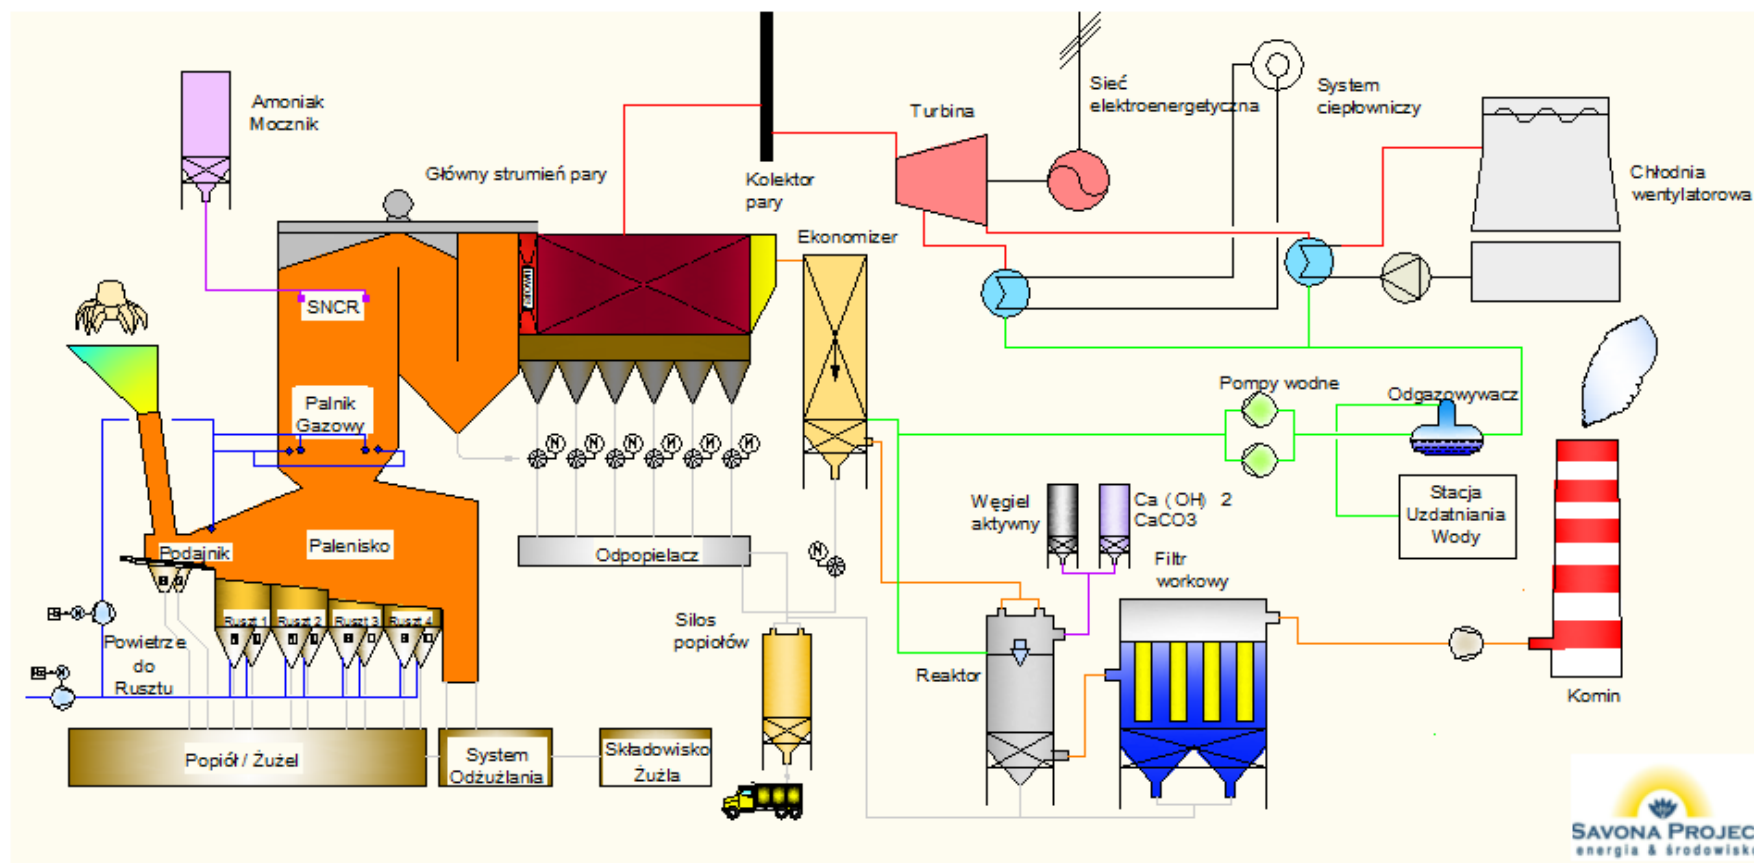 Amoniak
Mocznik
Główny strumień pary
Kolektor
pary
Turbina
Sieć
elektroenergetyczna
System
ciepłowniczy
Chłodnia
wentylatorowa
Ekonomizer
SNCR
Palnik
Gazowy
Pompy wodne
Odgazowywacz
Stacja
Uzdatniania
Wody
Węgiel
aktywny
Ca (OH) 2
CaCO3
Filtr
workowy
Palenisko
Podajnik
Odpopielacz
Ruszt 1
Ruszt 2
Ruszt 3
Ruszt 4
Powietrze
do
Rusztu
Silos
popiołów
Reaktor
Komin
Popiół / Żużel
System
Odżużlania
Składowisko
Żużla
SAVONA PROJEC
energia & środowisk